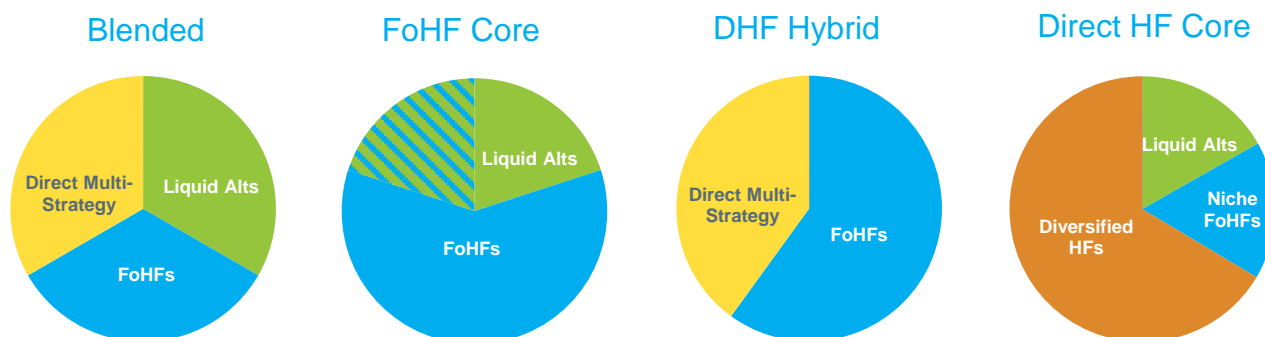 Blended
FoHF Core
DHF Hybrid
Direct HF Core
Direct Multi-
Strategy
Liquid Alts
FoHFs
Liquid Alts
FoHFs
Direct Multi-
Strategy
FoHFs
Liquid Alts
Niche
FoHFs
Diversified
HFs